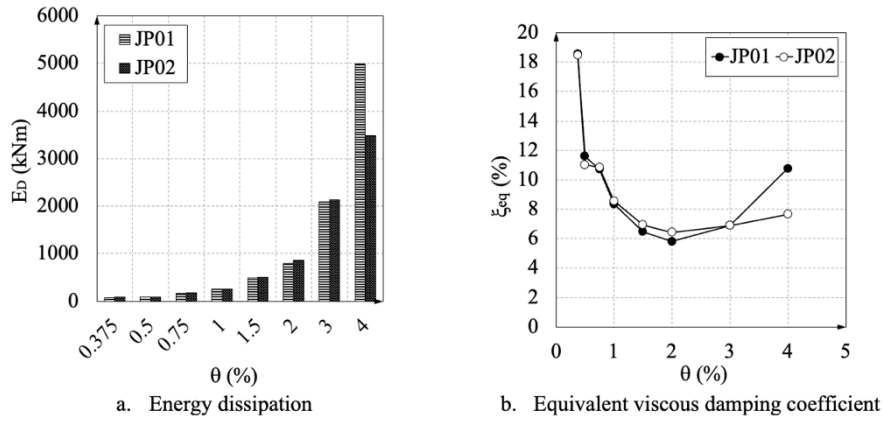 6000
5000
4000
3000
2000
1000
0
E_D (kNm)
JP01
JP02
0.375 0.5 0.75 1 1.5 2 3 4
θ (%)
a. Energy dissipation
20
18
16
14
12
10
8
6
4
2
0
ξeq (%)
JP01 JP02
0 1 2 3 4 5
θ (%)
b. Equivalent viscous damping coefficient